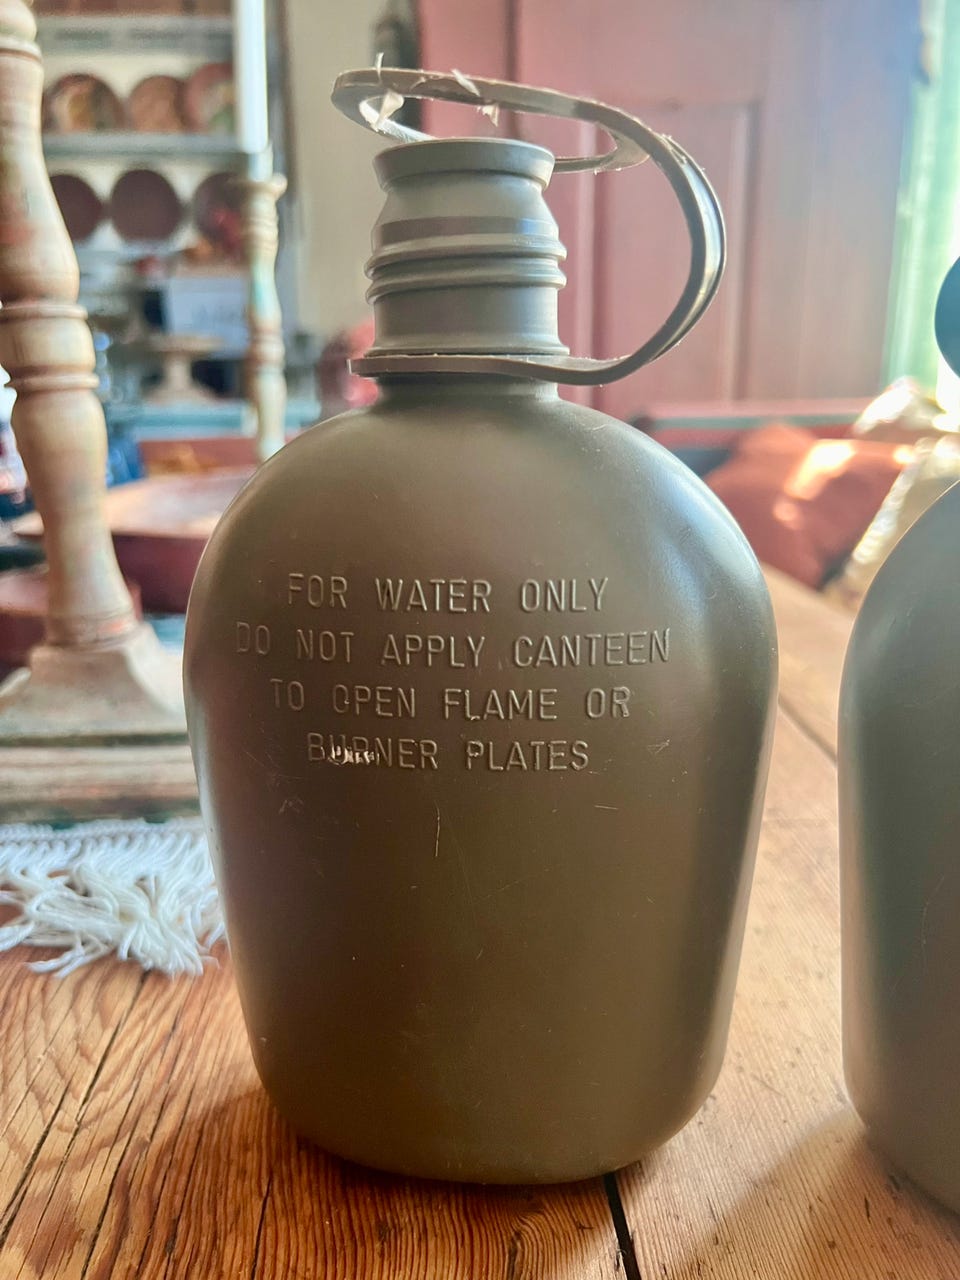 FOR WATER ONLY
DO NOT APPLY CANTEEN
TO OPEN FLAME OR
BURNER PLATES